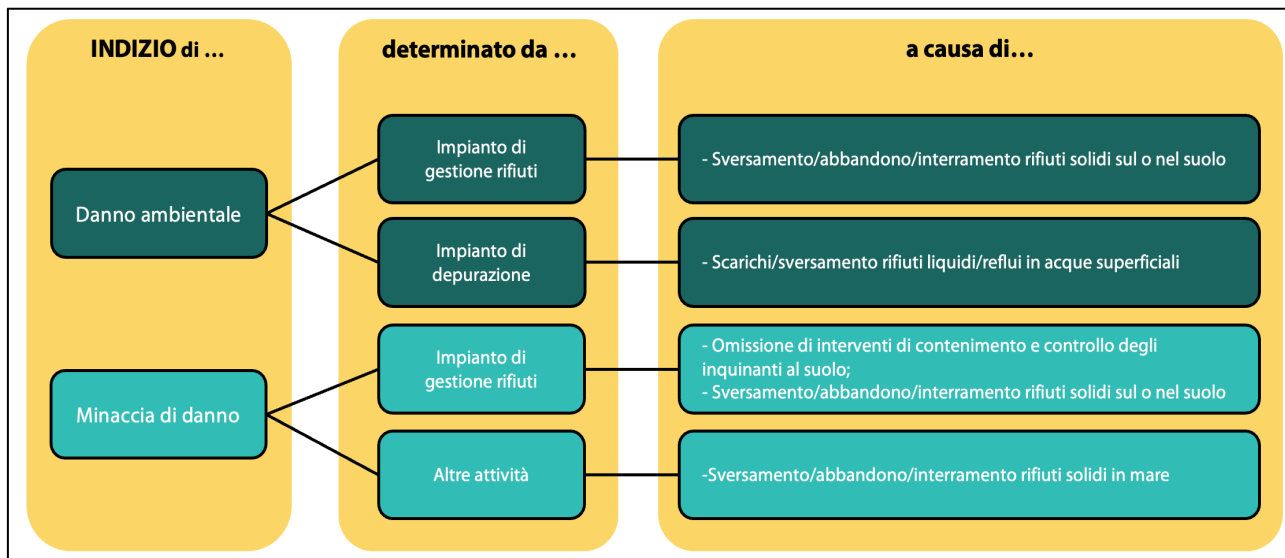 INDIZIO di ...
determinato da ...
a causa di...
Danno ambientale
Impianto di
gestione rifiuti
- Sversamento/abbandono/interramento rifiuti solidi sul o nel suolo
Impianto di
depurazione
- Scarichi/sversamento rifiuti liquidi/reflui in acque superficiali
Minaccia di danno
Impianto di
gestione rifiuti
- Omissione di interventi di contenimento e controllo degli
inquinanti al suolo;
- Sversamento/abbandono/interramento rifiuti solidi sul o nel suolo
Altre attività
-Sversamento/abbandono/interramento rifiuti solidi in mare